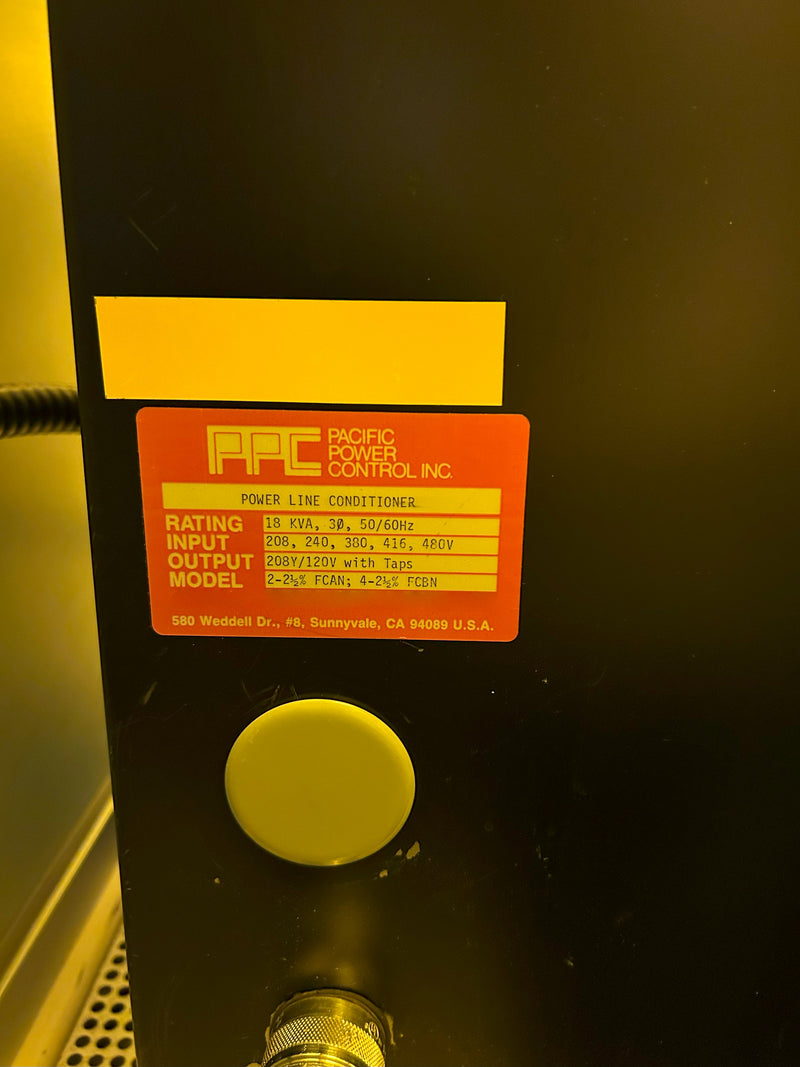 PPC PACIFIC
POWER
CONTROL INC.
POWER LINE CONDITIONER
RATING 18 KVA, 3Ø, 50/60Hz
INPUT 208, 240, 380, 416, 480V
OUTPUT 208Y/120V with Taps
MODEL 2-2½% FCAN; 4-2½% FCBN
580 Weddell Dr., #8, Sunnyvale, CA 94089 U.S.A.